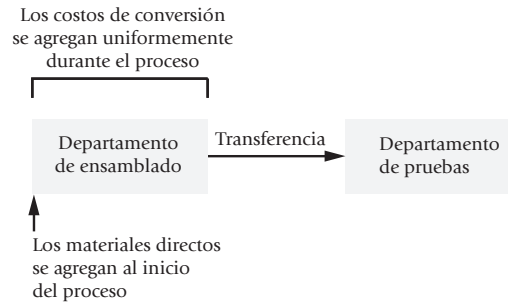 Los costos de conversión
se agregan uniformemente
durante el proceso
Departamento
de ensamblado
Transferencia
Departamento
de pruebas
Los materiales directos
se agregan al inicio
del proceso